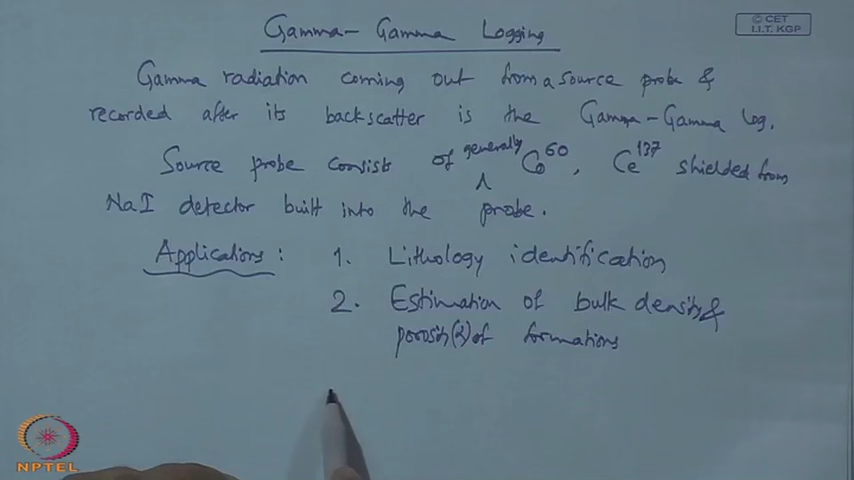 Gamma-Gamma Logging
© CET
I.I.T. KGP
Gamma radiation coming out from a source probe &
recorded after its backscatter is the Gamma-Gamma Log.
Source probe consists of generally Co60, Ce137 shielded from
NaI detector built into the probe.
Applications: 1. Lithology identification
2. Estimation of bulk density &
porosity(α) of formations
NPTEL